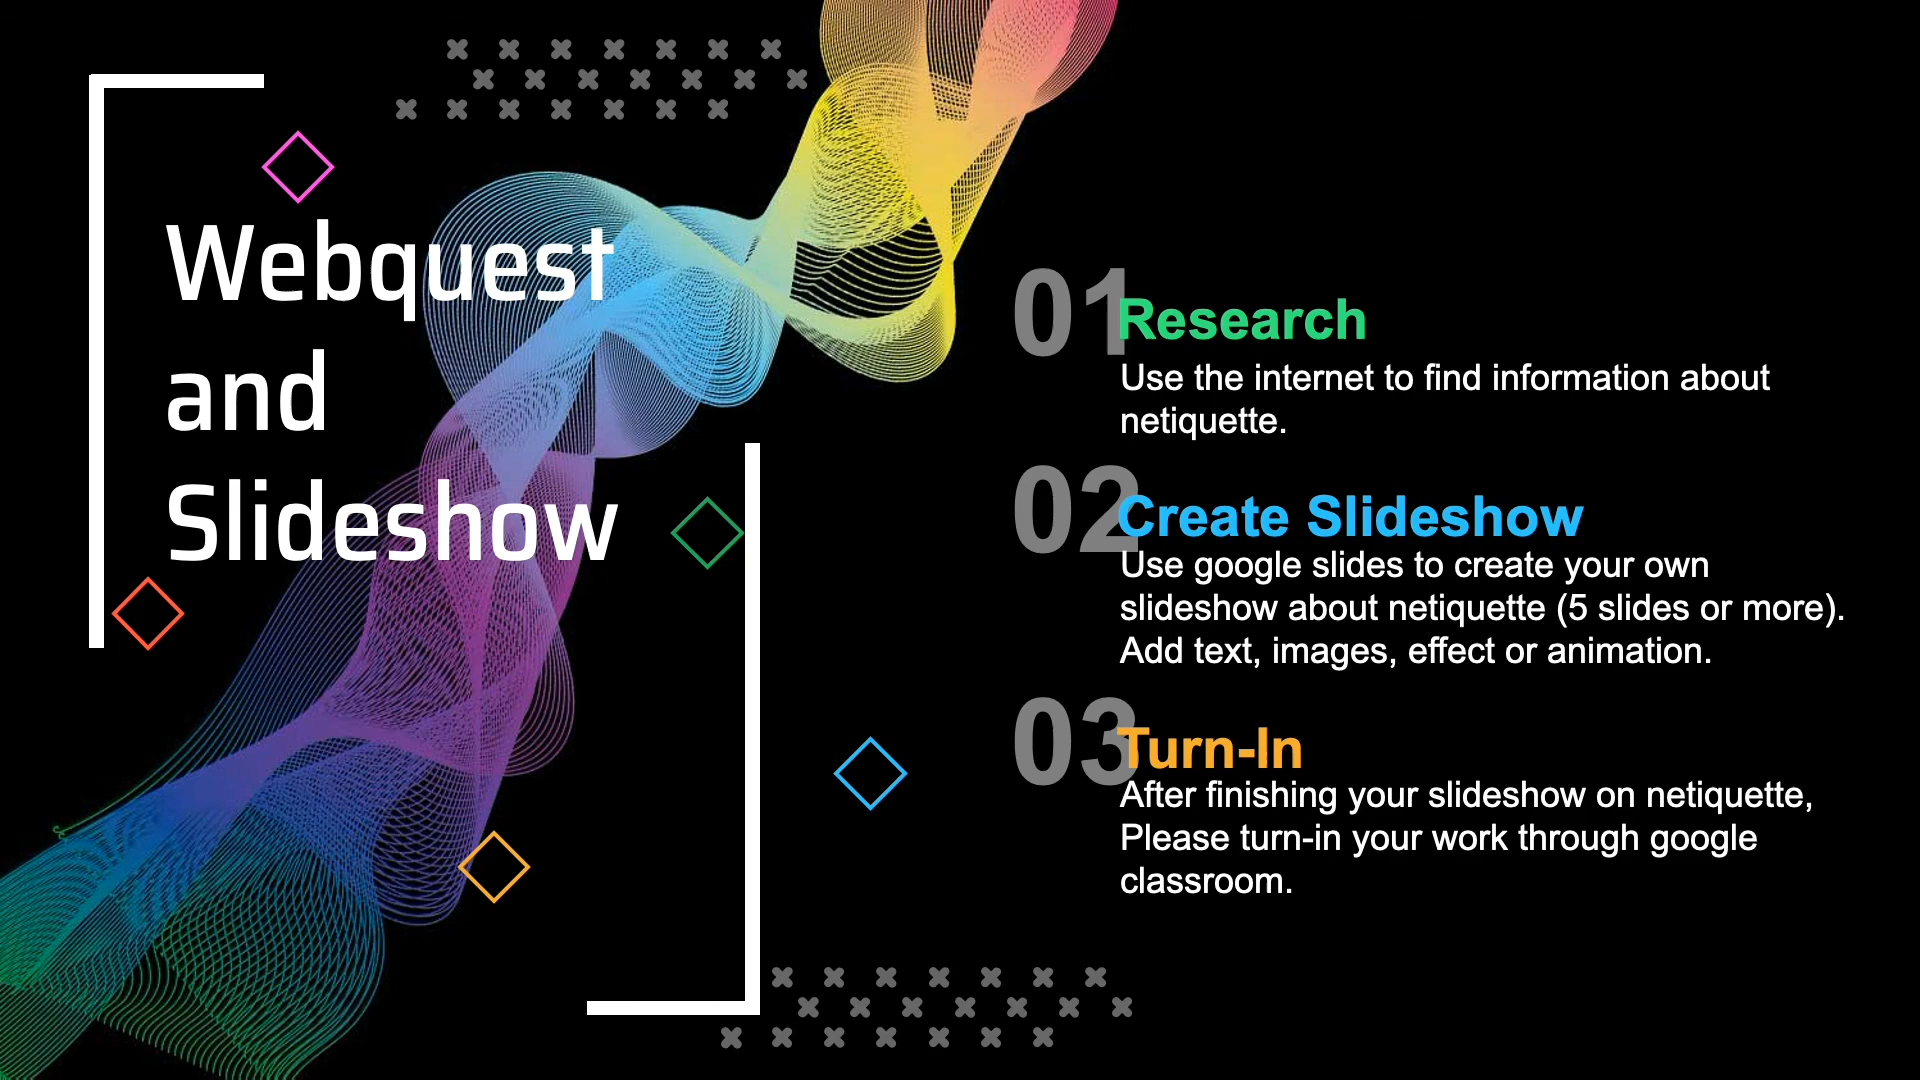 Webquest
and
Slideshow
01
Research
Use the internet to find information about
netiquette.
02
Create Slideshow
Use google slides to create your own
slideshow about netiquette (5 slides or more).
Add text, images, effect or animation.
03
Turn-In
After finishing your slideshow on netiquette,
Please turn-in your work through google
classroom.